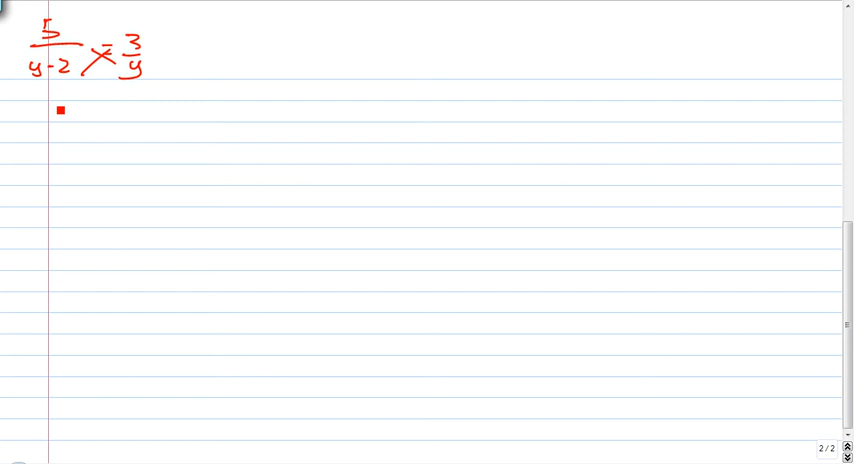 5/(y-2) = 3/y
2 / 2